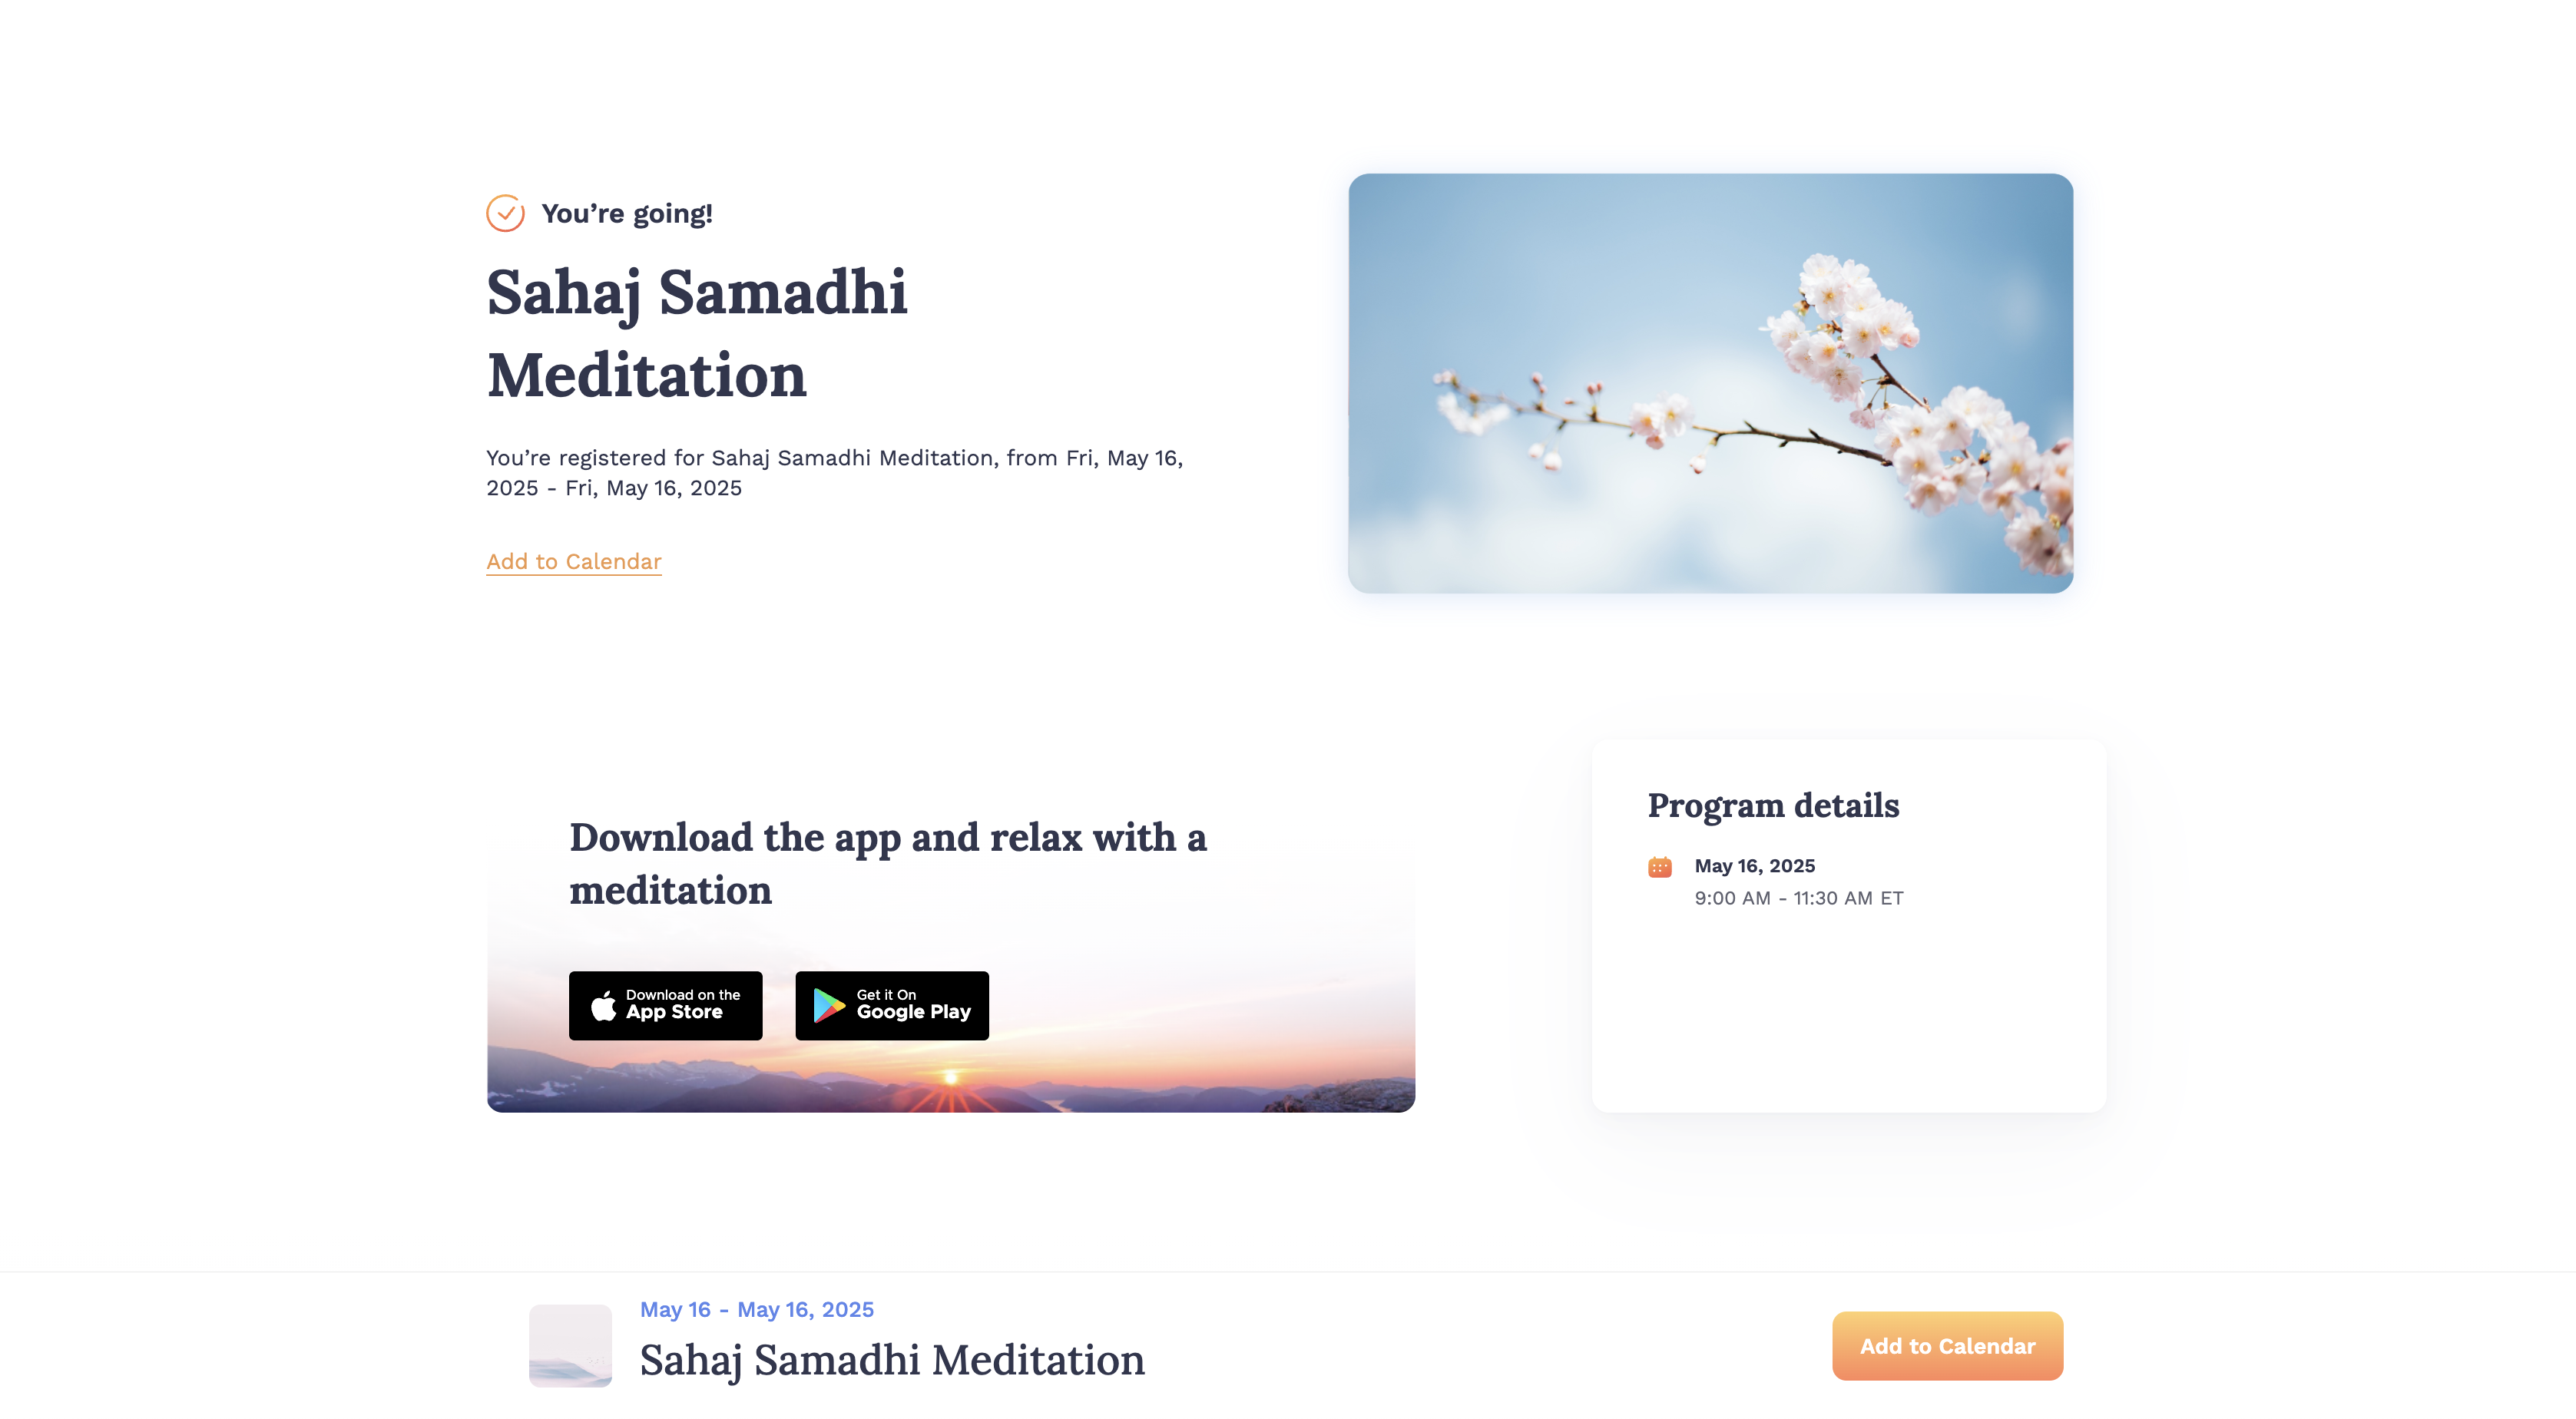 You’re going!
Sahaj Samadhi
Meditation
You’re registered for Sahaj Samadhi Meditation, from Fri, May 16,
2025 - Fri, May 16, 2025
Add to Calendar
Download the app and relax with a
meditation
Download on the
App Store
Get it On
Google Play
Program details
May 16, 2025
9:00 AM - 11:30 AM ET
May 16 - May 16, 2025
Sahaj Samadhi Meditation
Add to Calendar